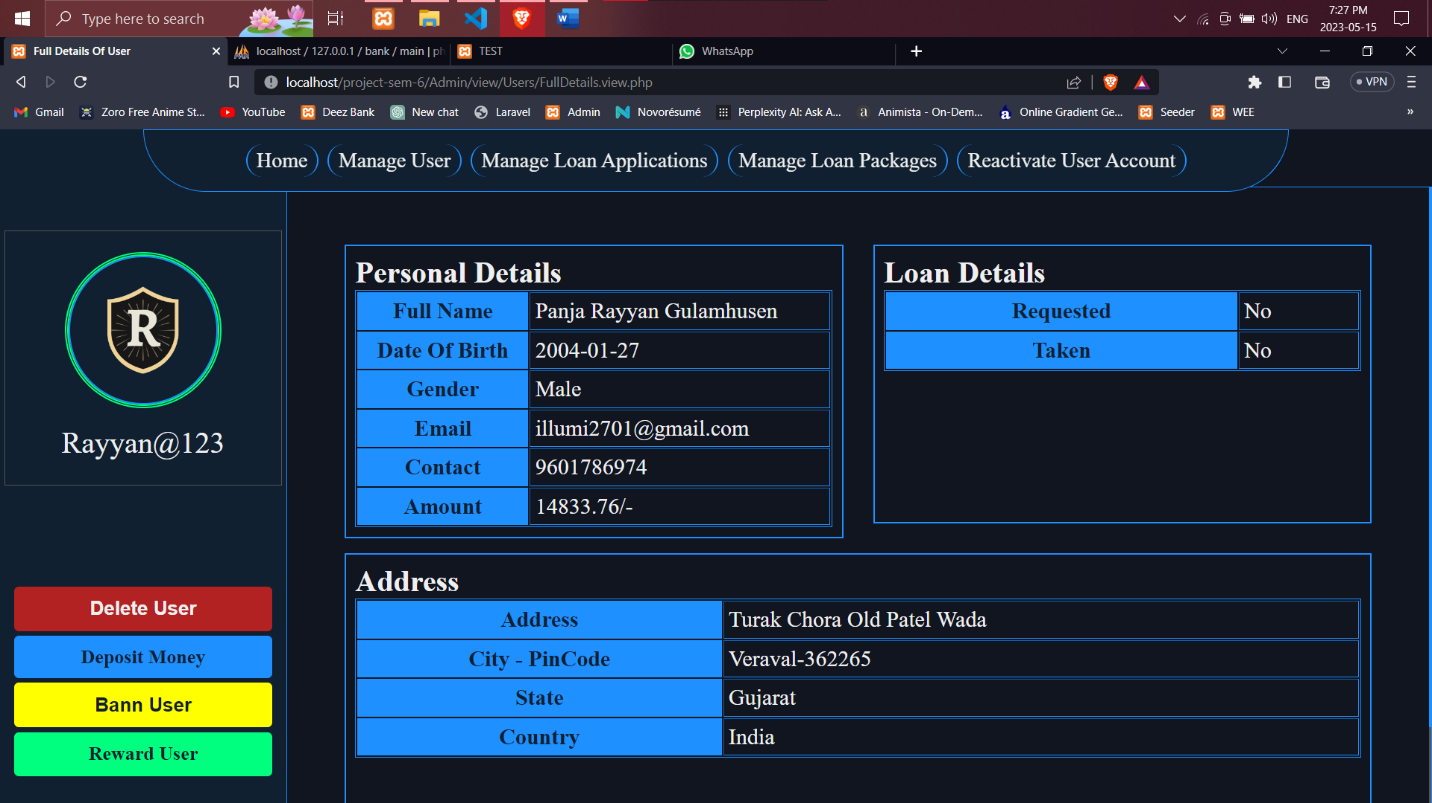 Type here to search
ENG
7:27 PM
2023-05-15
Full Details Of User
localhost / 127.0.0.1 / bank / main | ph
TEST
WhatsApp
localhost/project-sem-6/Admin/view/Users/FullDetails.view.php
VPN
Gmail
Zoro Free Anime St...
YouTube
Deez Bank
New chat
Laravel
Admin
Novorésumé
Perplexity AI: Ask A...
Animista - On-Dem...
Online Gradient Ge...
Seeder
WEE
»
Home
Manage User
Manage Loan Applications
Manage Loan Packages
Reactivate User Account
R
Rayyan@123
Delete User
Deposit Money
Bann User
Reward User
Personal Details
Full Name Panja Rayyan Gulamhusen
Date Of Birth 2004-01-27
Gender Male
Email illumi2701@gmail.com
Contact 9601786974
Amount 14833.76/-
Loan Details
Requested No
Taken No
Address
Address Turak Chora Old Patel Wada
City - PinCode Veraval-362265
State Gujarat
Country India